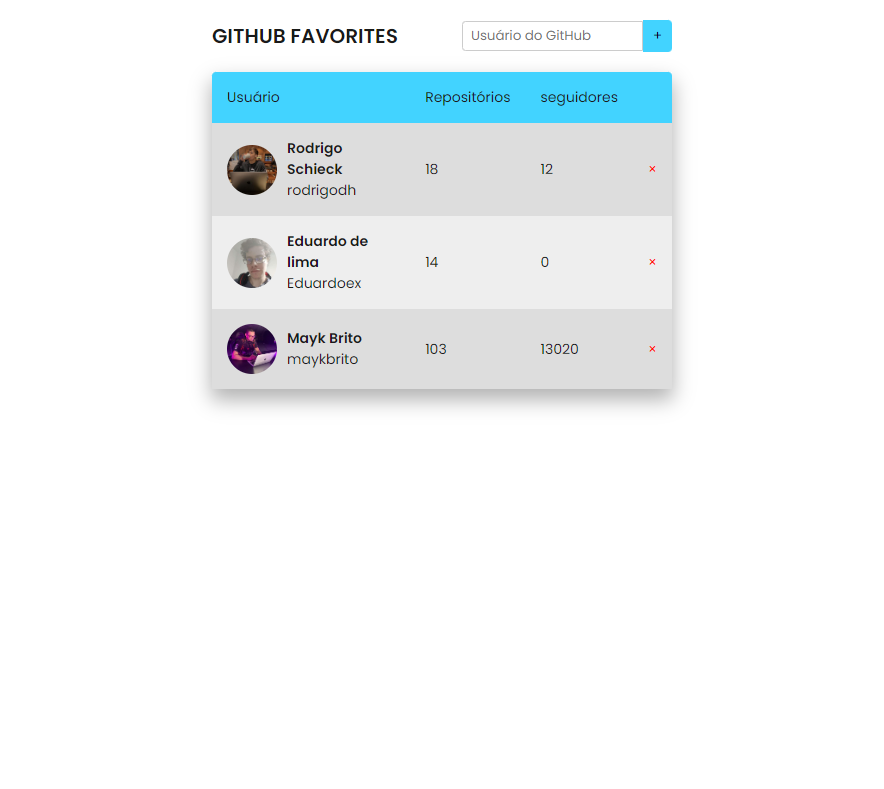 GITHUB FAVORITES
Usuário do GitHub +
Usuário Repositórios seguidores
Rodrigo
Schieck
rodrigodh
18 12 ×
Eduardo de
lima
Eduardoex
14 0 ×
Mayk Brito
maykbrito
103 13020 ×